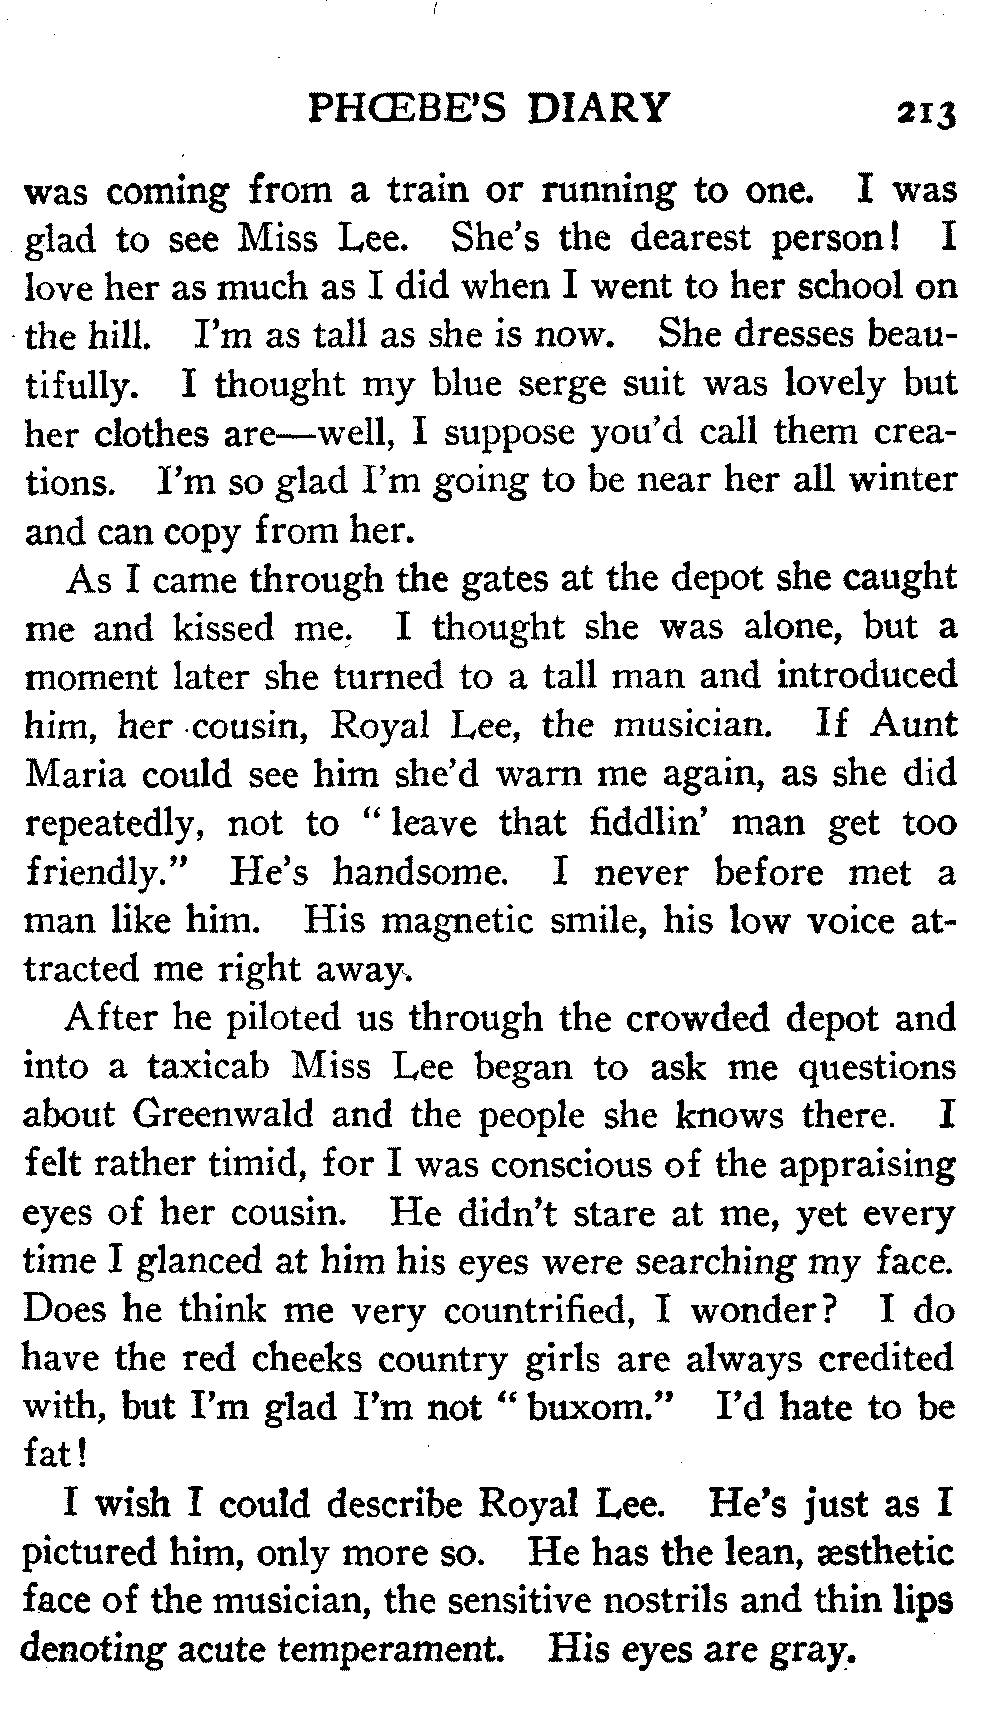 PHŒBE'S DIARY 213
was coming from a train or running to one. I was
glad to see Miss Lee. She's the dearest person! I
love her as much as I did when I went to her school on
the hill. I'm as tall as she is now. She dresses beau-
tifully. I thought my blue serge suit was lovely but
her clothes are—well, I suppose you'd call them crea-
tions. I'm so glad I'm going to be near her all winter
and can copy from her.
As I came through the gates at the depot she caught
me and kissed me. I thought she was alone, but a
moment later she turned to a tall man and introduced
him, her cousin, Royal Lee, the musician. If Aunt
Maria could see him she'd warn me again, as she did
repeatedly, not to "leave that fiddlin' man get too
friendly." He's handsome. I never before met a
man like him. His magnetic smile, his low voice at-
tracted me right away.
After he piloted us through the crowded depot and
into a taxicab Miss Lee began to ask me questions
about Greenwald and the people she knows there. I
felt rather timid, for I was conscious of the appraising
eyes of her cousin. He didn't stare at me, yet every
time I glanced at him his eyes were searching my face.
Does he think me very countrified, I wonder? I do
have the red cheeks country girls are always credited
with, but I'm glad I'm not "buxom." I'd hate to be
fat!
I wish I could describe Royal Lee. He's just as I
pictured him, only more so. He has the lean, æsthetic
face of the musician, the sensitive nostrils and thin lips
denoting acute temperament. His eyes are gray.